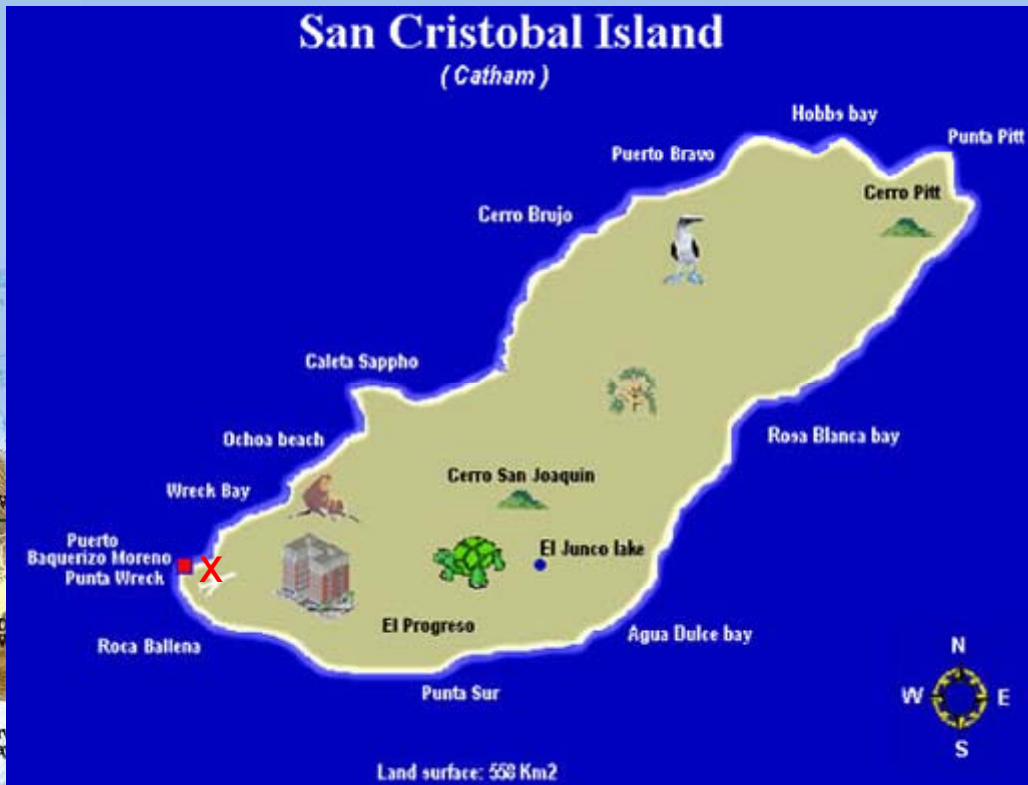 San Cristobal Island
( Catham )
Hobbs bay
Punta Pitt
Puerto Bravo
Cerro Pitt
Cerro Brujo
Caleta Sappho
Rosa Blanca bay
Ochoa beach
Cerro San Joaquin
Wreck Bay
Puerto
Baquerizo Moreno
Punta Wreck
X
El Junco lake
El Progreso
Agua Dulce bay
Roca Ballena
Punta Sur
N
W
E
S
Land surface: 558 Km2